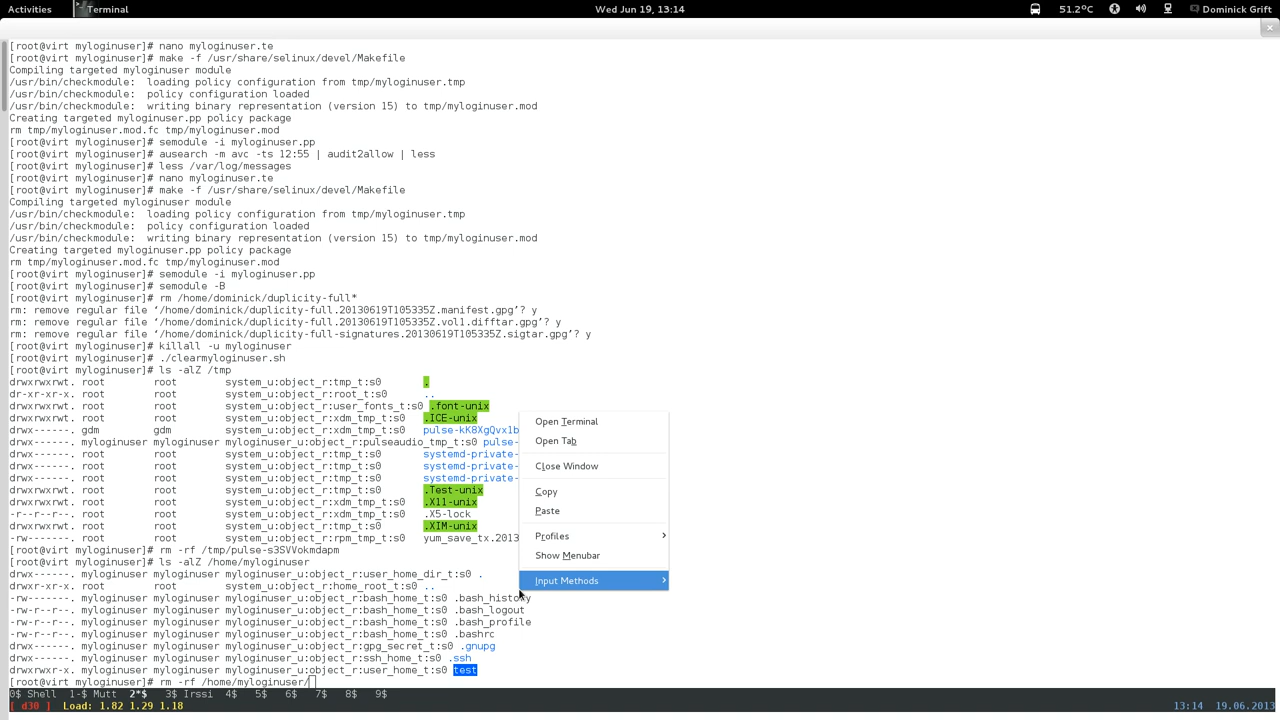 Activities Terminal Wed Jun 19, 13:14 51.2°C Dominick Grift
[root@virt myloginuser]# nano myloginuser.te
[root@virt myloginuser]# make -f /usr/share/selinux/devel/Makefile
Compiling targeted myloginuser module
/usr/bin/checkmodule:  loading policy configuration from tmp/myloginuser.tmp
/usr/bin/checkmodule:  policy configuration loaded
/usr/bin/checkmodule:  writing binary representation (version 15) to tmp/myloginuser.mod
Creating targeted myloginuser.pp policy package
rm tmp/myloginuser.mod.fc tmp/myloginuser.mod
[root@virt myloginuser]# semodule -i myloginuser.pp
[root@virt myloginuser]# ausearch -m avc -ts 12:55 | audit2allow | less
[root@virt myloginuser]# less /var/log/messages
[root@virt myloginuser]# nano myloginuser.te
[root@virt myloginuser]# make -f /usr/share/selinux/devel/Makefile
Compiling targeted myloginuser module
/usr/bin/checkmodule:  loading policy configuration from tmp/myloginuser.tmp
/usr/bin/checkmodule:  policy configuration loaded
/usr/bin/checkmodule:  writing binary representation (version 15) to tmp/myloginuser.mod
Creating targeted myloginuser.pp policy package
rm tmp/myloginuser.mod.fc tmp/myloginuser.mod
[root@virt myloginuser]# semodule -i myloginuser.pp
[root@virt myloginuser]# semodule -B
[root@virt myloginuser]# rm /home/dominick/duplicity-full*
rm: remove regular file ‘/home/dominick/duplicity-full.20130619T105335Z.manifest.gpg’? y
rm: remove regular file ‘/home/dominick/duplicity-full.20130619T105335Z.vol1.difftar.gpg’? y
rm: remove regular file ‘/home/dominick/duplicity-full-signatures.20130619T105335Z.sigtar.gpg’? y
[root@virt myloginuser]# killall -u myloginuser
[root@virt myloginuser]# ./clearmyloginuser.sh
[root@virt myloginuser]# ls -alZ /tmp
drwxrwxrwt. root root system_u:object_r:tmp_t:s0 .
dr-xr-xr-x. root root system_u:object_r:root_t:s0 ..
drwxrwxrwt. root root system_u:object_r:user_fonts_t:s0 .font-unix
drwxrwxrwt. root root system_u:object_r:xdm_tmp_t:s0 .ICE-unix
drwx------. gdm gdm system_u:object_r:xdm_tmp_t:s0 pulse-kK8XgQvx1b
drwx------. myloginuser myloginuser myloginuser_u:object_r:pulseaudio_tmp_t:s0 pulse-
drwx------. root root system_u:object_r:tmp_t:s0 systemd-private-
drwx------. root root system_u:object_r:tmp_t:s0 systemd-private-
drwx------. root root system_u:object_r:tmp_t:s0 systemd-private-
drwxrwxrwt. root root system_u:object_r:tmp_t:s0 .Test-unix
drwxrwxrwt. root root system_u:object_r:xdm_tmp_t:s0 .X11-unix
-r--r--r--. root root system_u:object_r:xdm_tmp_t:s0 .X5-lock
drwxrwxrwt. root root system_u:object_r:tmp_t:s0 .XIM-unix
-rw-------. root root system_u:object_r:rpm_tmp_t:s0 yum_save_tx.2013
[root@virt myloginuser]# rm -rf /tmp/pulse-s3SVVokmdapm
[root@virt myloginuser]# ls -alZ /home/myloginuser
drwx------. myloginuser myloginuser myloginuser_u:object_r:user_home_dir_t:s0 .
drwxr-xr-x. root root system_u:object_r:home_root_t:s0 ..
-rw-------. myloginuser myloginuser myloginuser_u:object_r:bash_home_t:s0 .bash_history
-rw-r--r--. myloginuser myloginuser myloginuser_u:object_r:bash_home_t:s0 .bash_logout
-rw-r--r--. myloginuser myloginuser myloginuser_u:object_r:bash_home_t:s0 .bash_profile
-rw-r--r--. myloginuser myloginuser myloginuser_u:object_r:bash_home_t:s0 .bashrc
drwx------. myloginuser myloginuser myloginuser_u:object_r:gpg_secret_t:s0 .gnupg
drwx------. myloginuser myloginuser myloginuser_u:object_r:ssh_home_t:s0 .ssh
drwxrwxr-x. myloginuser myloginuser myloginuser_u:object_r:user_home_t:s0 test
[root@virt myloginuser]# rm -rf /home/myloginuser/
Open Terminal
Open Tab
Close Window
Copy
Paste
Profiles
Show Menubar
Input Methods
0$ Shell  1-$ Mutt  2*$  3$ Irssi  4$  5$  6$  7$  8$  9$
[ d30 ] Load: 1.82 1.29 1.18 13:14 19.06.2013